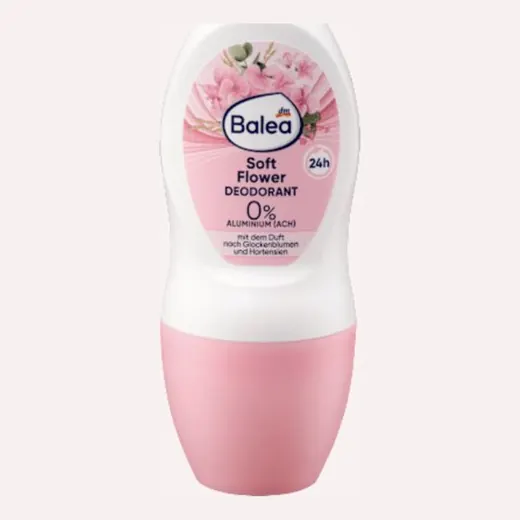 dm
Balea
Soft
Flower
DEODORANT
24h
0%
ALUMINIUM (ACH)
mit dem Duft
nach Glockenblumen
und Hortensien